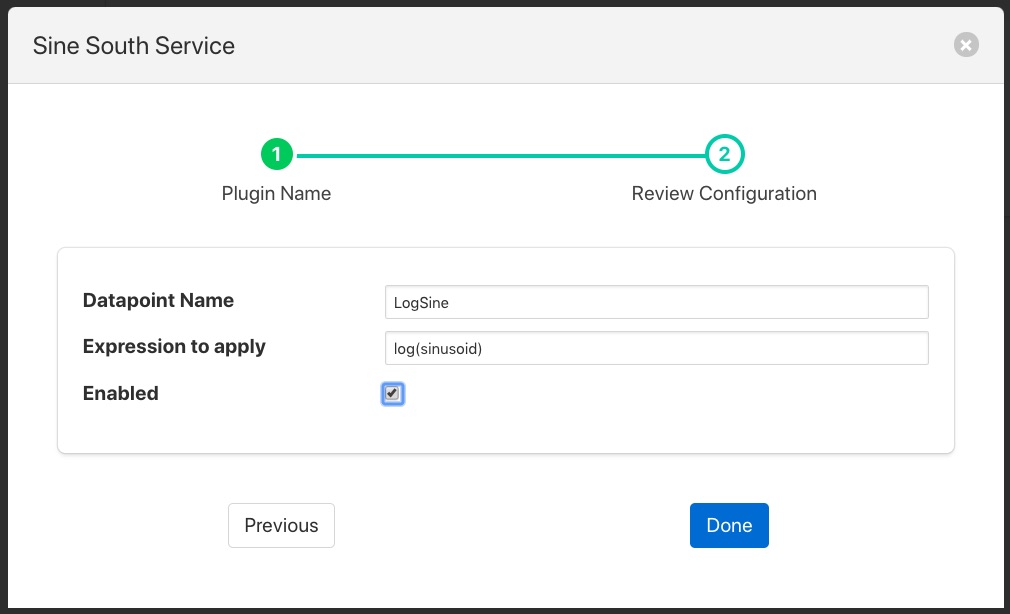 Sine South Service
1
2
Plugin Name
Review Configuration
Datapoint Name
LogSine
Expression to apply
log(sinusoid)
Enabled
Previous
Done